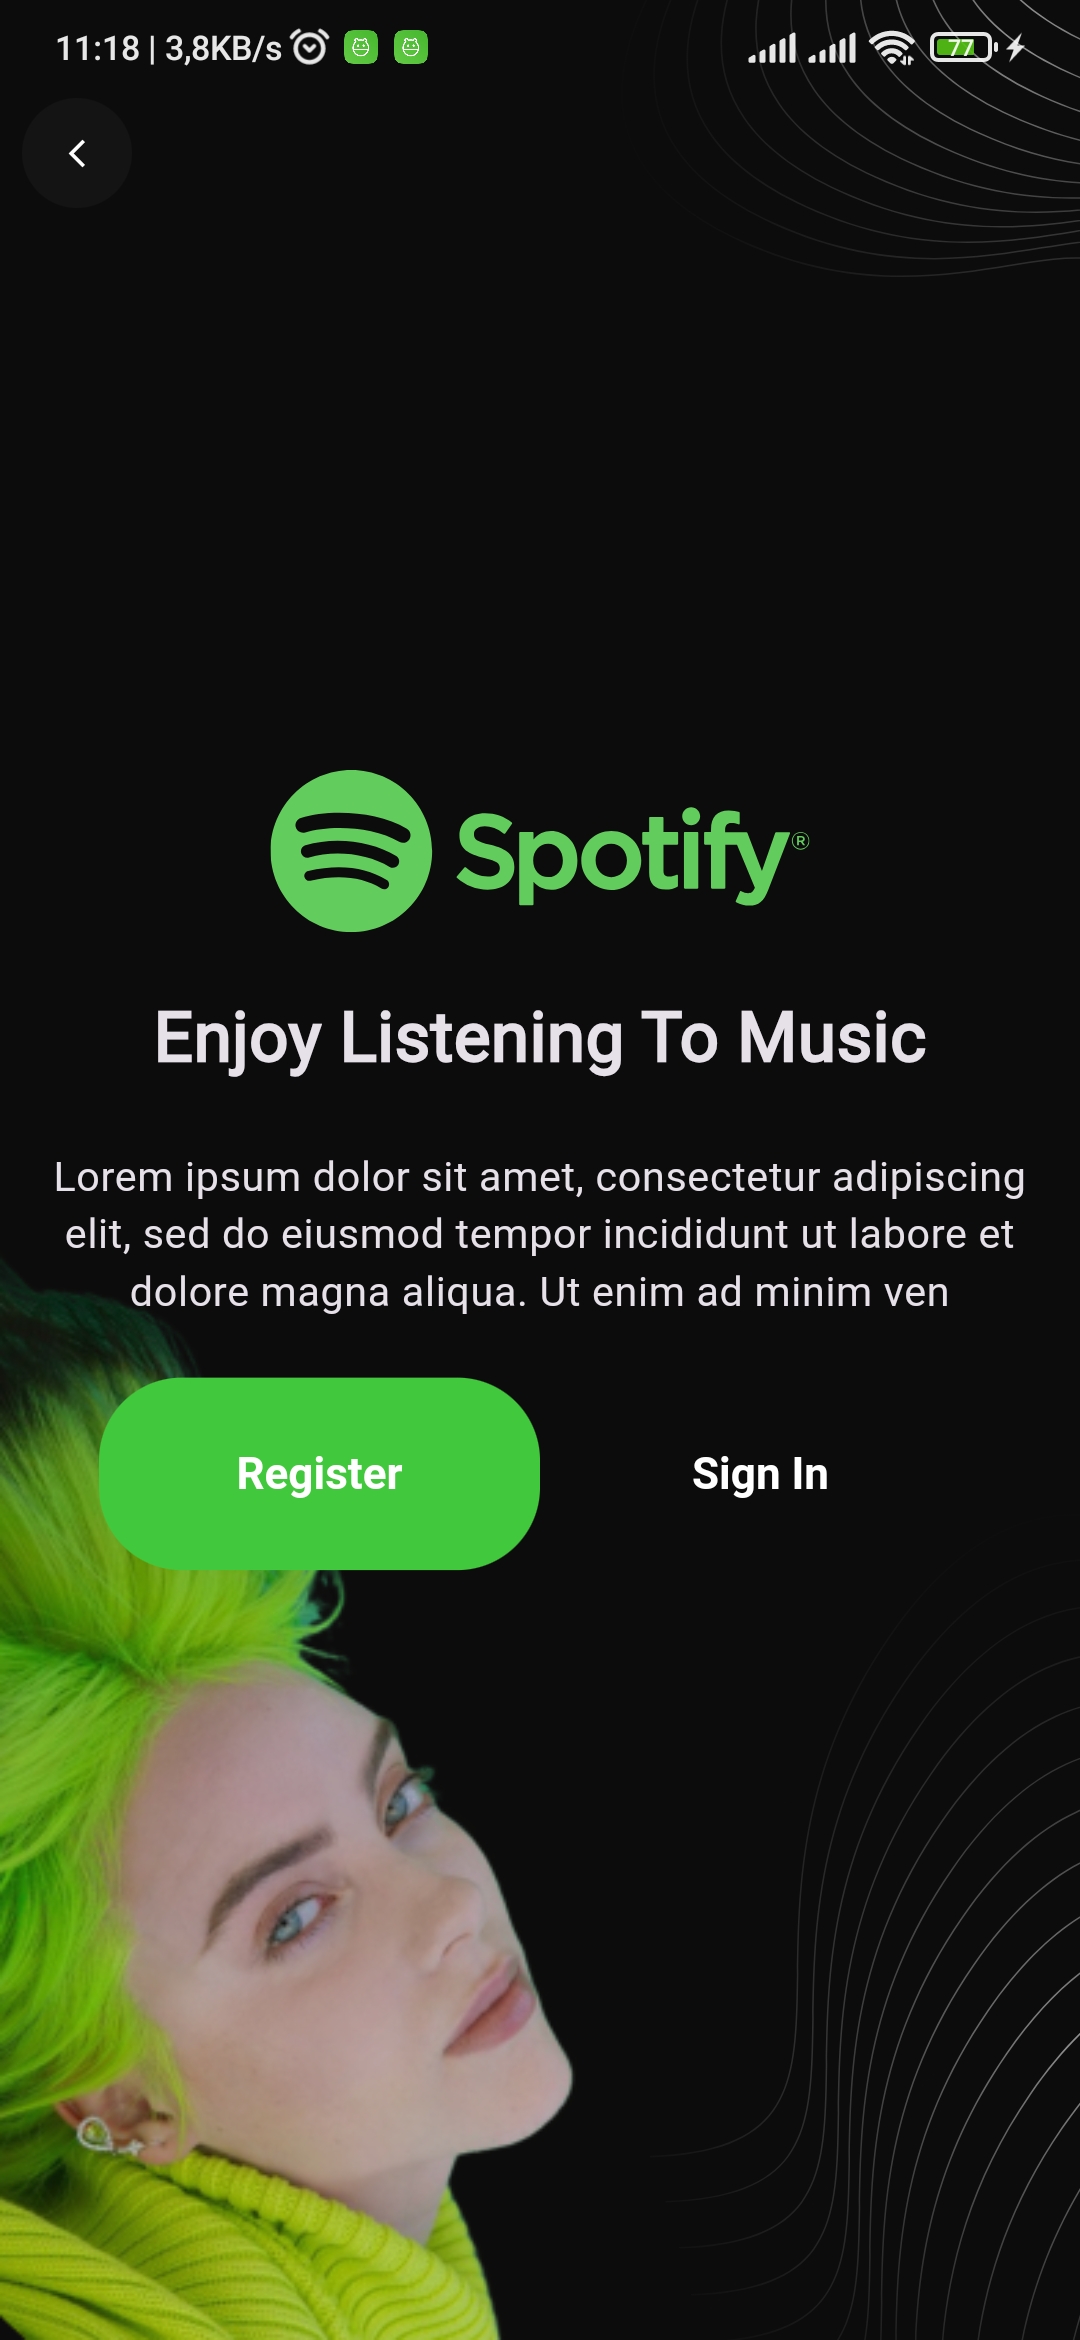 11:18 | 3,8KB/s
77
Spotify®
Enjoy Listening To Music
Lorem ipsum dolor sit amet, consectetur adipiscing
elit, sed do eiusmod tempor incididunt ut labore et
dolore magna aliqua. Ut enim ad minim ven
Register
Sign In